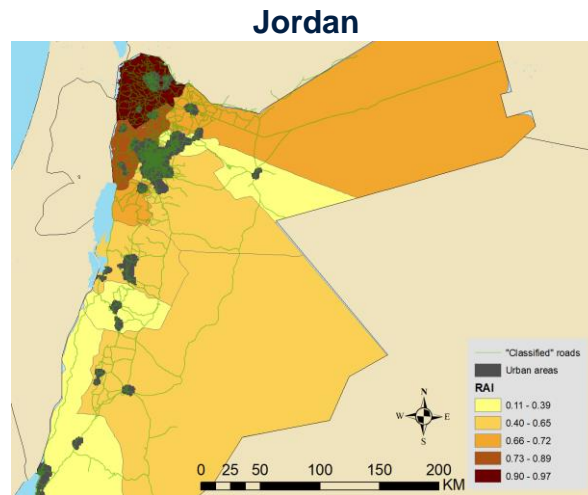 Jordan
"Classified" roads
Urban areas
RAI
0.11 - 0.39
0.40 - 0.65
0.66 - 0.72
0.73 - 0.89
0.90 - 0.97
N
W E
S
0 25 50 100 150 200
KM